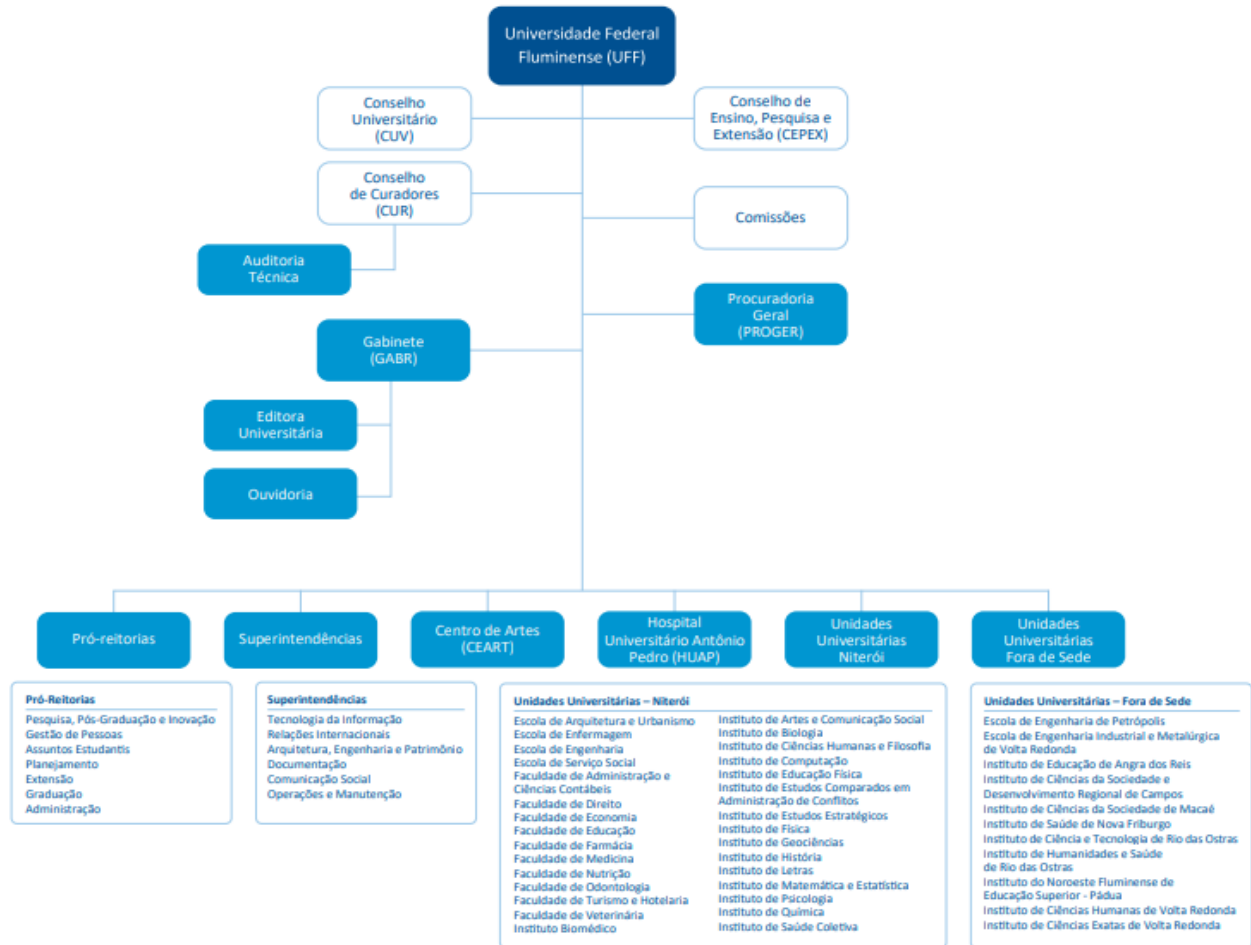 Universidade Federal
Fluminense (UFF)
Conselho
Universitário
(CUV)
Conselho de
Ensino, Pesquisa e
Extensão (CEPEX)
Conselho
de Curadores
(CUR)
Comissões
Auditoria
Técnica
Procuradoria
Geral
(PROGER)
Gabinete
(GABR)
Editora
Universitária
Ouvidoria
Pró-reitorias
Superintendências
Centro de Artes
(CEART)
Hospital
Universitário Antônio
Pedro (HUAP)
Unidades
Universitárias
Niterói
Unidades
Universitárias
Fora de Sede
Pró-Reitorias
Pesquisa, Pós-Graduação e Inovação
Gestão de Pessoas
Assuntos Estudantis
Planejamento
Extensão
Graduação
Administração
Superintendências
Tecnologia da Informação
Relações Internacionais
Arquitetura, Engenharia e Patrimônio
Documentação
Comunicação Social
Operações e Manutenção
Unidades Universitárias – Niterói
Escola de Arquitetura e Urbanismo
Escola de Enfermagem
Escola de Engenharia
Escola de Serviço Social
Faculdade de Administração e
Ciências Contábeis
Faculdade de Direito
Faculdade de Economia
Faculdade de Educação
Faculdade de Farmácia
Faculdade de Medicina
Faculdade de Nutrição
Faculdade de Odontologia
Faculdade de Turismo e Hotelaria
Faculdade de Veterinária
Instituto Biomédico
Instituto de Artes e Comunicação Social
Instituto de Biologia
Instituto de Ciências Humanas e Filosofia
Instituto de Computação
Instituto de Educação Física
Instituto de Estudos Comparados em
Administração de Conflitos
Instituto de Estudos Estratégicos
Instituto de Física
Instituto de Geociências
Instituto de História
Instituto de Letras
Instituto de Matemática e Estatística
Instituto de Psicologia
Instituto de Química
Instituto de Saúde Coletiva
Unidades Universitárias – Fora de Sede
Escola de Engenharia de Petrópolis
Escola de Engenharia Industrial e Metalúrgica
de Volta Redonda
Instituto de Educação de Angra dos Reis
Instituto de Ciências da Sociedade e
Desenvolvimento Regional de Campos
Instituto de Ciências da Sociedade de Macaé
Instituto de Saúde de Nova Friburgo
Instituto de Ciência e Tecnologia de Rio das Ostras
Instituto de Humanidades e Saúde
de Rio das Ostras
Instituto do Noroeste Fluminense de
Educação Superior - Pádua
Instituto de Ciências Humanas de Volta Redonda
Instituto de Ciências Exatas de Volta Redonda